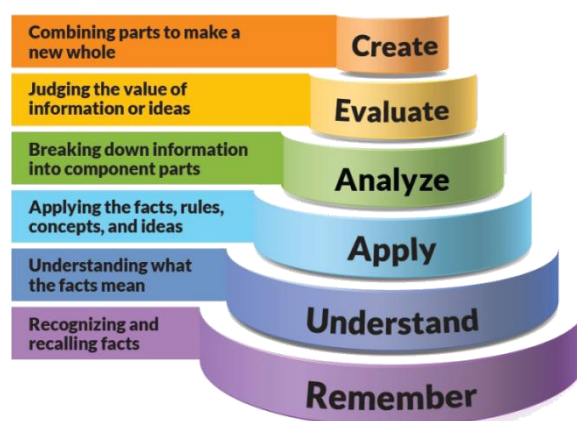 Combining parts to make a
new whole
Create
Judging the value of
information or ideas
Evaluate
Breaking down information
into component parts
Analyze
Applying the facts, rules,
concepts, and ideas
Apply
Understanding what
the facts mean
Understand
Recognizing and
recalling facts
Remember